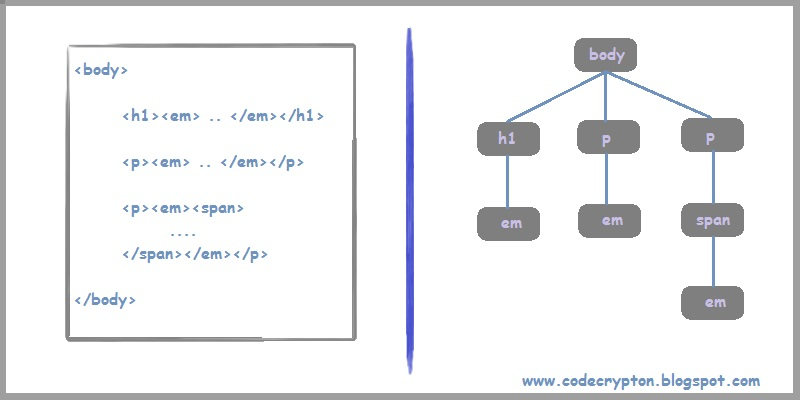 <body>
<h1><em> .. </em></h1>
<p><em> .. </em></p>
<p><em><span>
....
</span></em></p>
</body>
body
h1 p p
em em span
em
www.codecrypton.blogspot.com